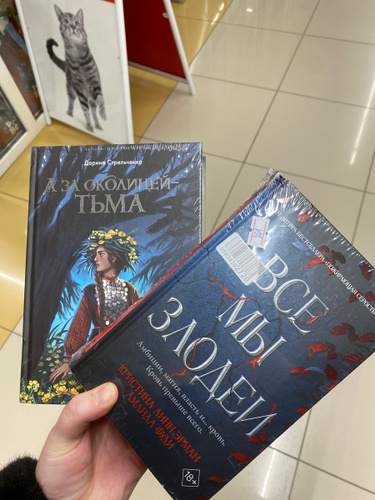 Дарина Стрельченко
А ЗА ОКОЛИЦЕЙ–
ТЬМА
ВСЕ
МЫ
ЗЛОДЕИ
Амбиции, магия, власть и... кровь.
Кровь превыше всего.
КРИСТИНА ЛИНН ЭРМАН
АМАНДА ФУДИ
18+